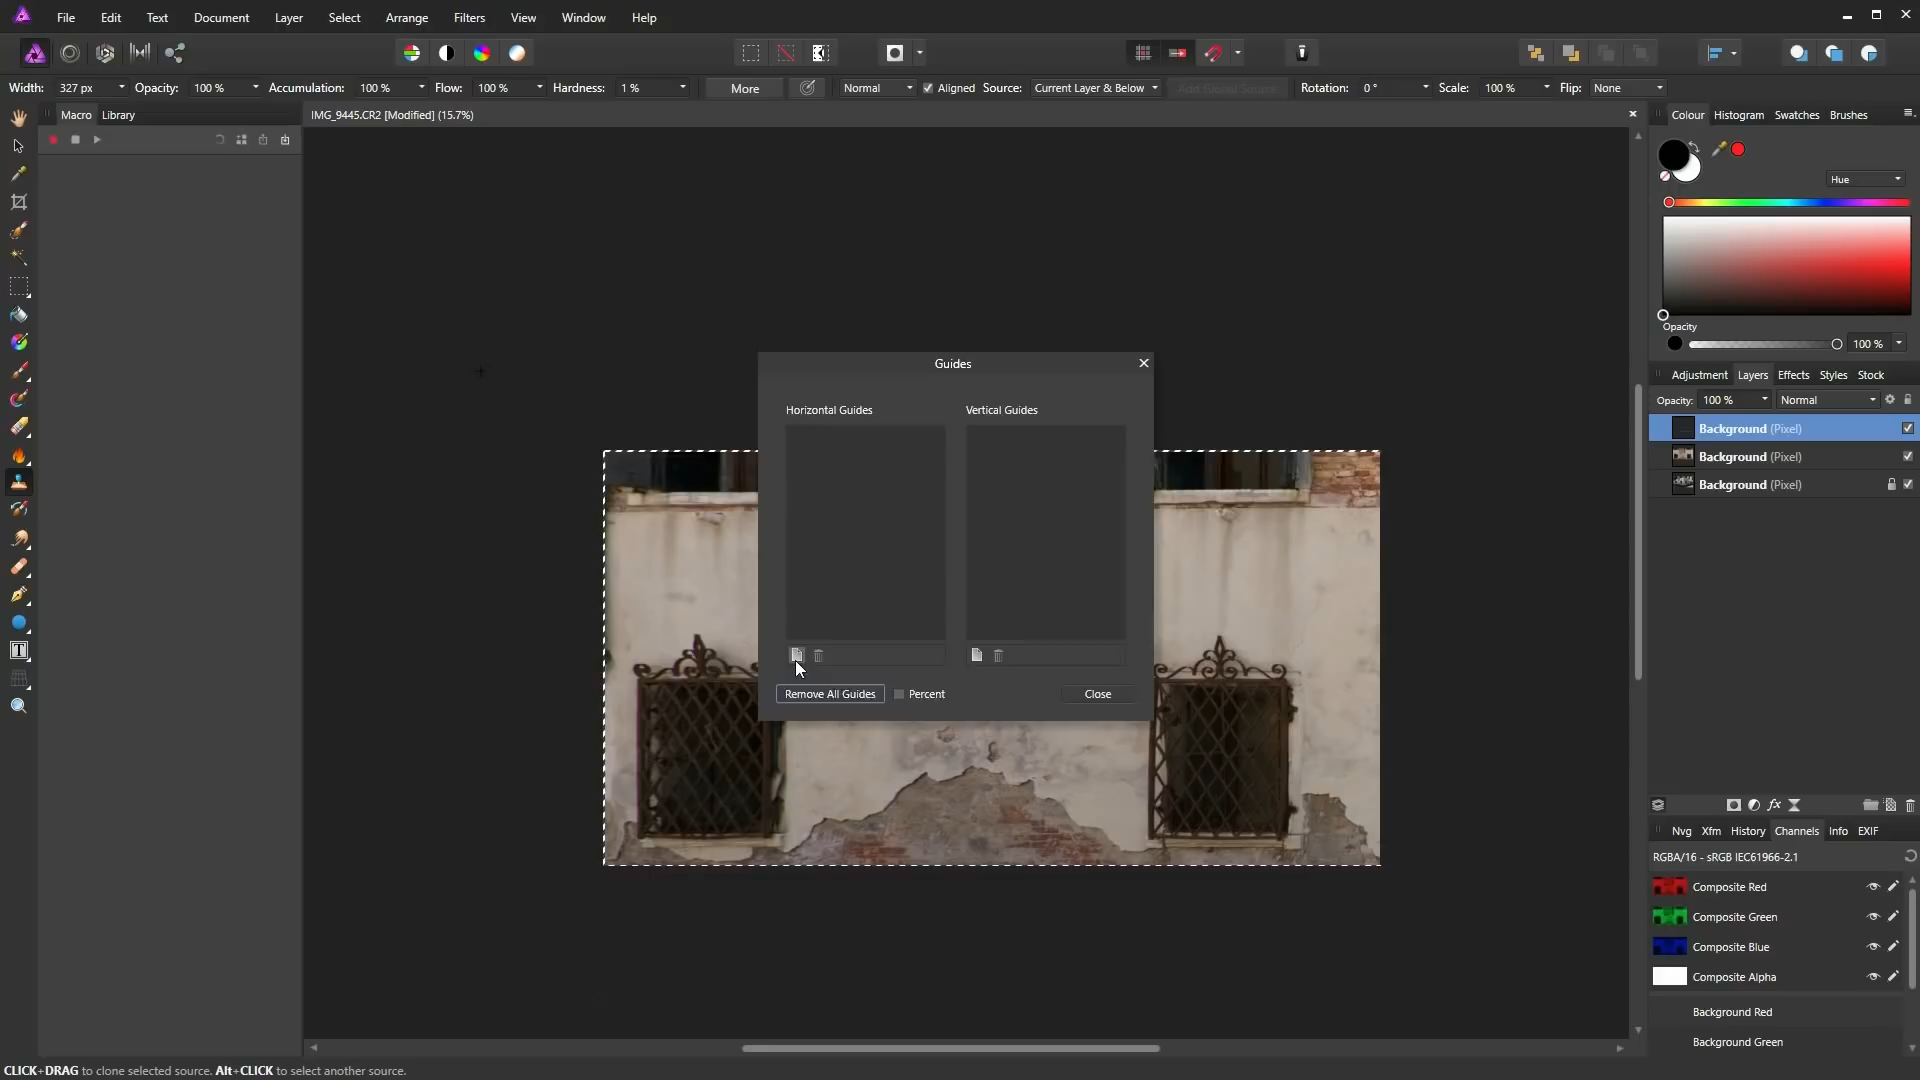 File Edit Text Document Layer Select Arrange Filters View Window Help
Width: 327 px Opacity: 100 % Accumulation: 100 % Flow: 100 % Hardness: 1 % More Normal Aligned Source: Current Layer & Below Add Global Source Rotation: 0 ° Scale: 100 % Flip: None
Macro Library
IMG_9445.CR2 [Modified] (15.7%)
Colour Histogram Swatches Brushes
Hue
Opacity
100 %
Guides
Horizontal Guides Vertical Guides
Remove All Guides Percent Close
Adjustment Layers Effects Styles Stock
Opacity: 100 % Normal
Background (Pixel)
Background (Pixel)
Background (Pixel)
fx
Nvg Xfm History Channels Info EXIF
RGBA/16 - sRGB IEC61966-2.1
Composite Red
Composite Green
Composite Blue
Composite Alpha
Background Red
Background Green
T
CLICK+DRAG to clone selected source. Alt+CLICK to select another source.